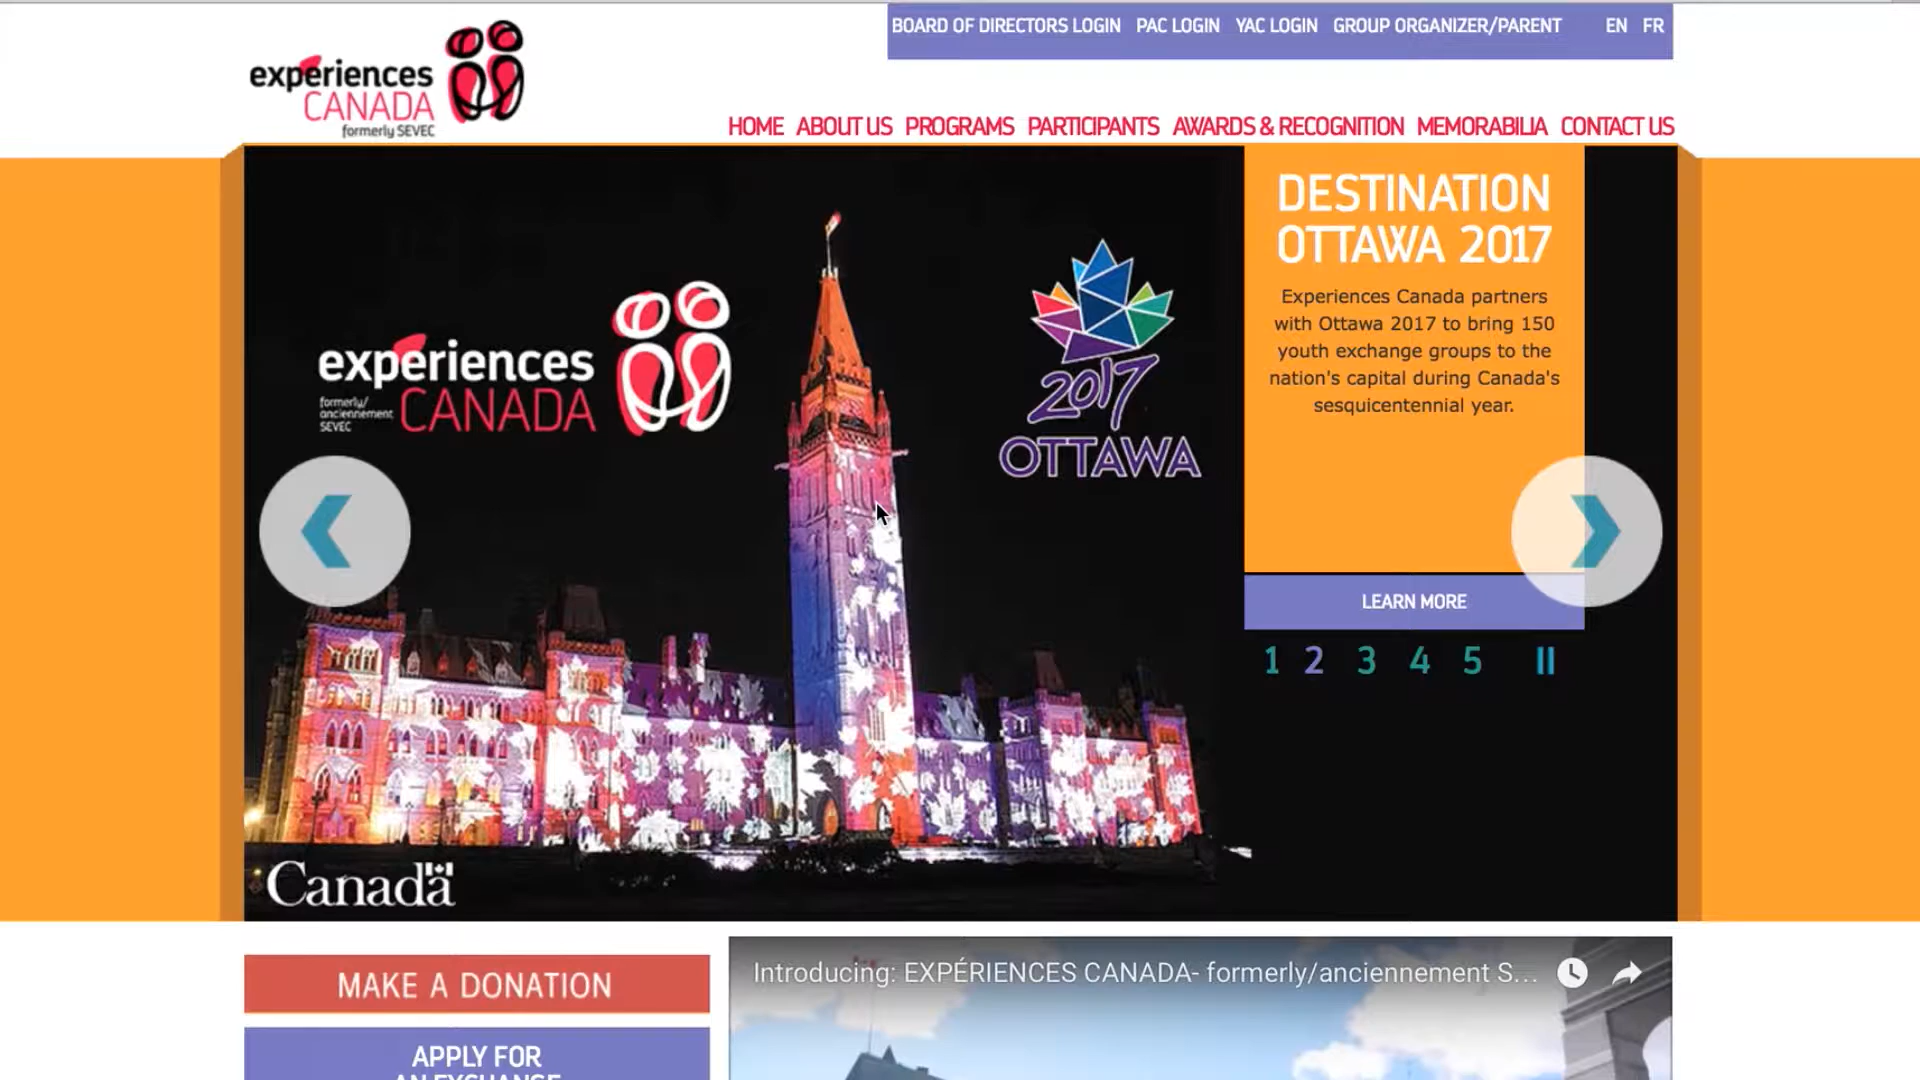 BOARD OF DIRECTORS LOGIN PAC LOGIN YAC LOGIN GROUP ORGANIZER/PARENT EN FR
expériences
CANADA
formerly SEVEC
HOME ABOUT US PROGRAMS PARTICIPANTS AWARDS & RECOGNITION MEMORABILIA CONTACT US
expériences
CANADA
formerly/
anciennement
SEVEC
2017
OTTAWA
DESTINATION
OTTAWA 2017
Experiences Canada partners
with Ottawa 2017 to bring 150
youth exchange groups to the
nation's capital during Canada's
sesquicentennial year.
LEARN MORE
1 2 3 4 5
Canada
MAKE A DONATION
APPLY FOR
AN EXCHANGE
Introducing: EXPÉRIENCES CANADA- formerly/anciennement S...